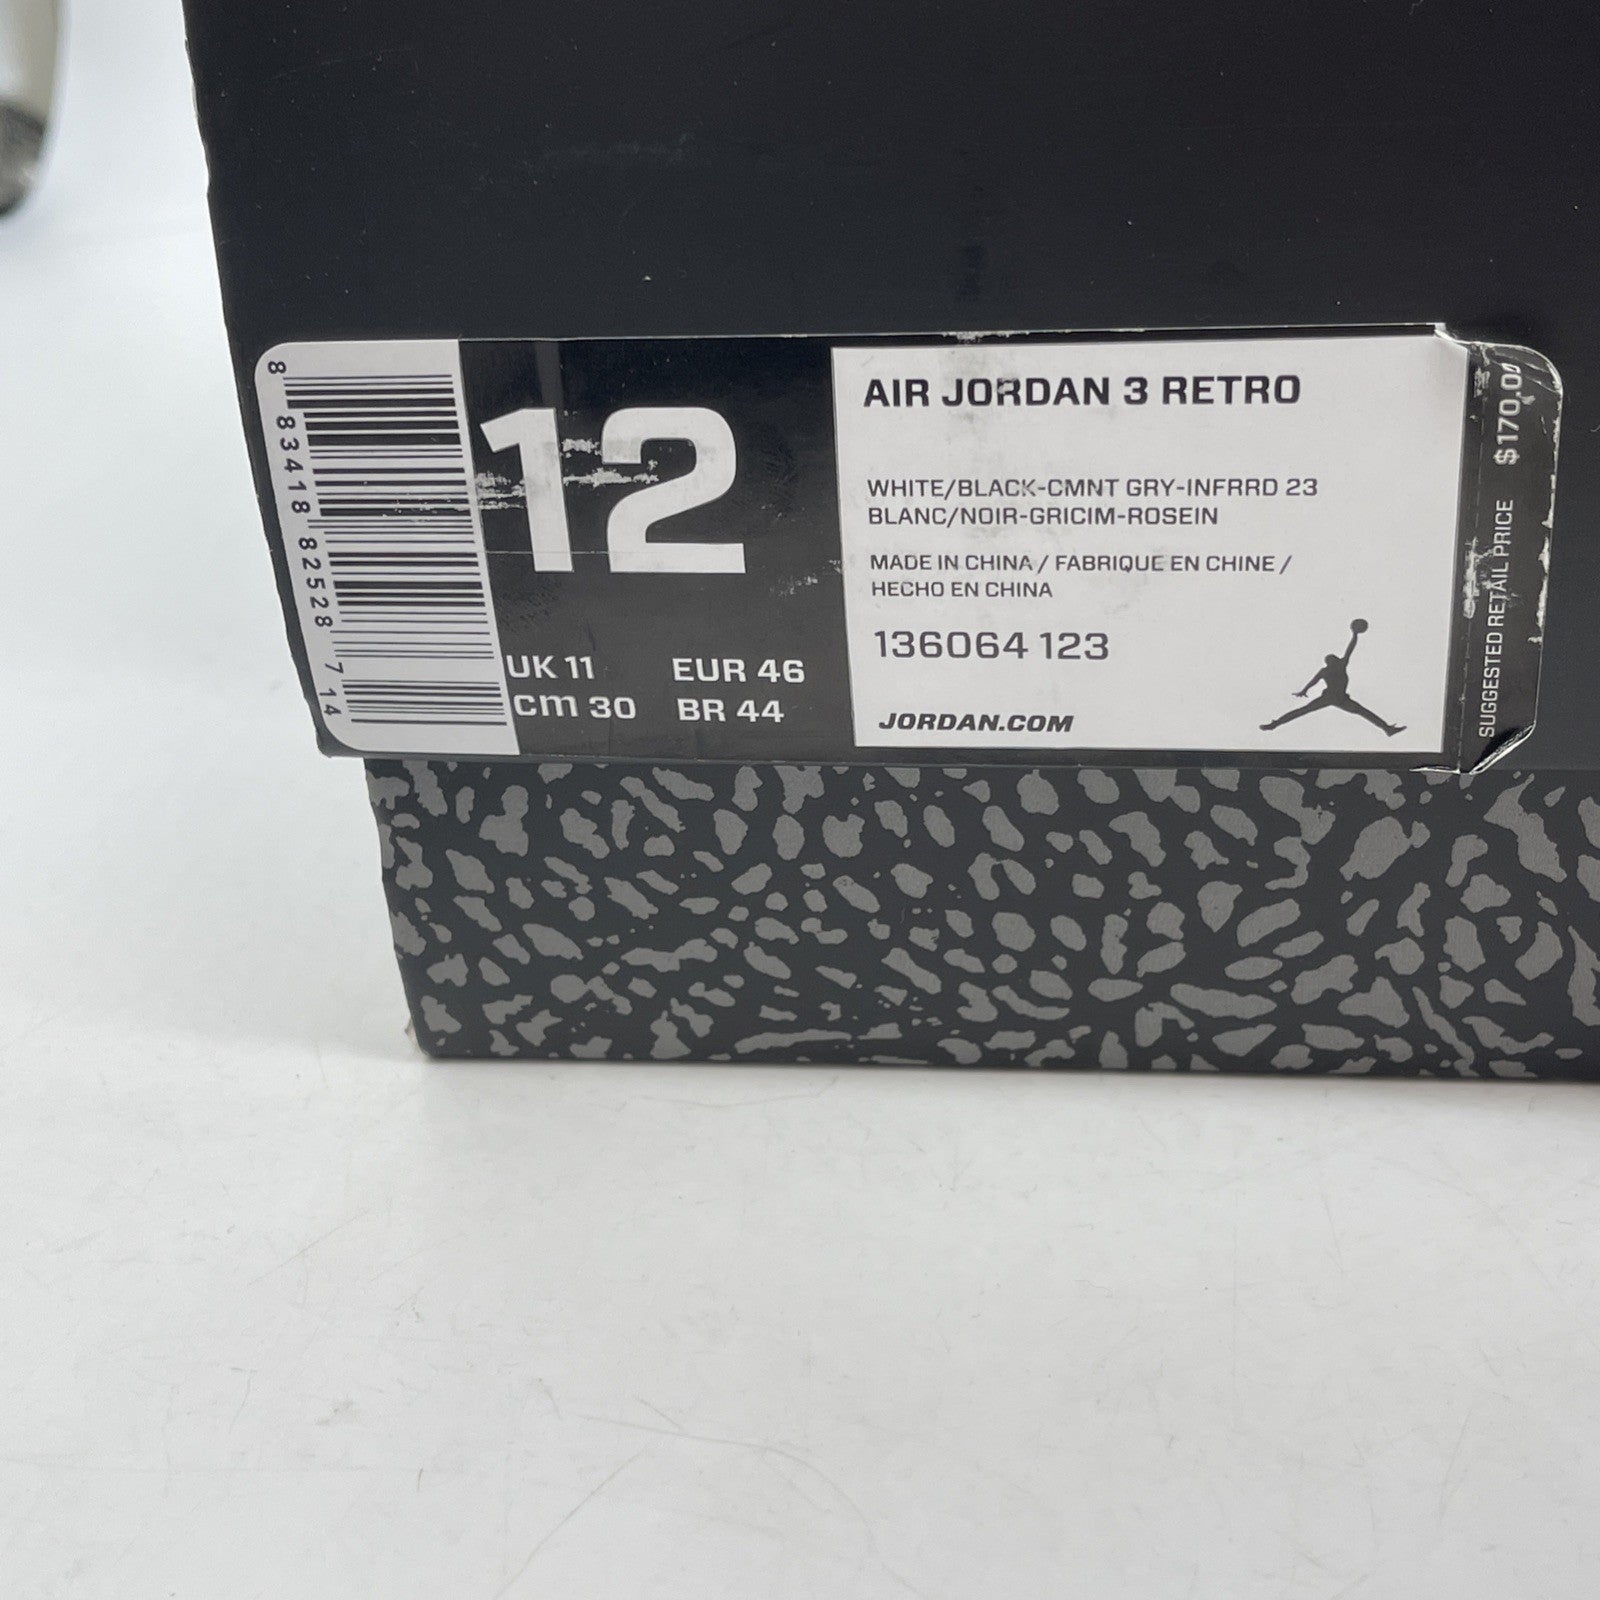 8 83418 82528 7 14
12
UK 11 EUR 46
cm 30 BR 44
AIR JORDAN 3 RETRO
WHITE/BLACK-CMNT GRY-INFRRD 23
BLANC/NOIR-GRICIM-ROSEIN
MADE IN CHINA / FABRIQUE EN CHINE /
HECHO EN CHINA
136064 123
JORDAN.COM
SUGGESTED RETAIL PRICE $170.00